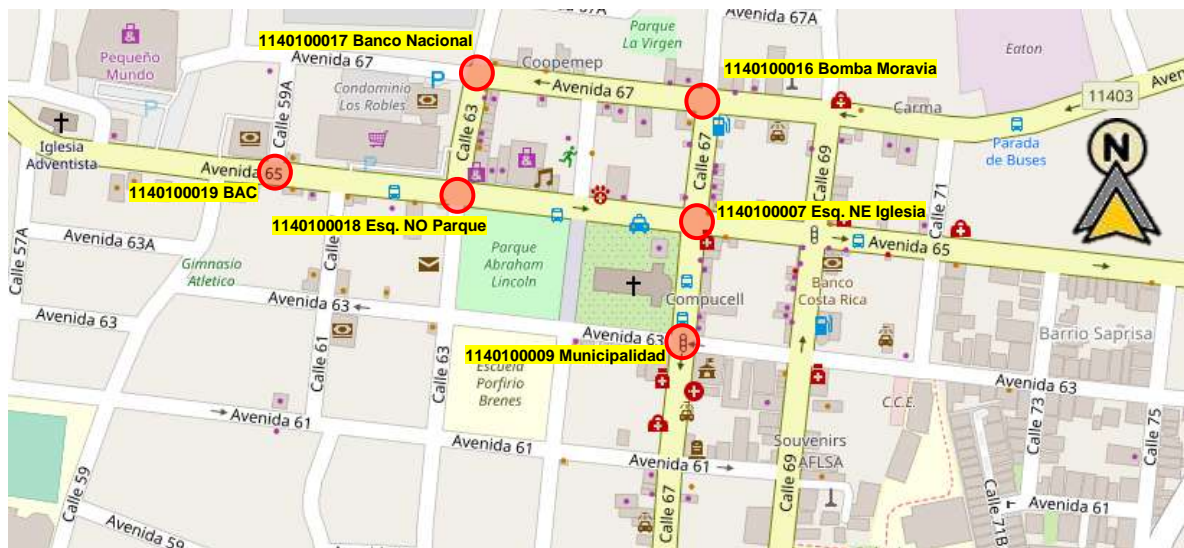 Avenida 67A
Avenida 67A
Parque
La Virgen
Eaton
Pequeño
Mundo
1140100017 Banco Nacional
Avenida 67
Coopemep
1140100016 Bomba Moravia
P
P
P
Condominio
Los Robles
Avenida 67
Carma
11403
Calle 59A
Calle 63
Calle 67
Calle 69
Parada
de Buses
N
Iglesia
Adventista
Avenida 65
1140100019 BAC
1140100018 Esq. NO Parque
1140100007 Esq. NE Iglesia
Calle 71
Avenida 65
Calle 57A
Avenida 63A
Gimnasio
Atletico
Parque
Abraham
Lincoln
Compucell
Banco
Costa Rica
Avenida 63
Avenida 63
Avenida 63
Barrio Saprisa
1140100009 Municipalidad
Calle 61
Calle 63
Escuela
Porfirio
Brenes
Avenida 63
C.C.E.
Calle 73
Calle 75
Avenida 61
Avenida 61
Souvenirs
AFLSA
Avenida 61
Calle 59
Calle 67
Calle 69
Calle 71B
Avenida 61
Avenida 59